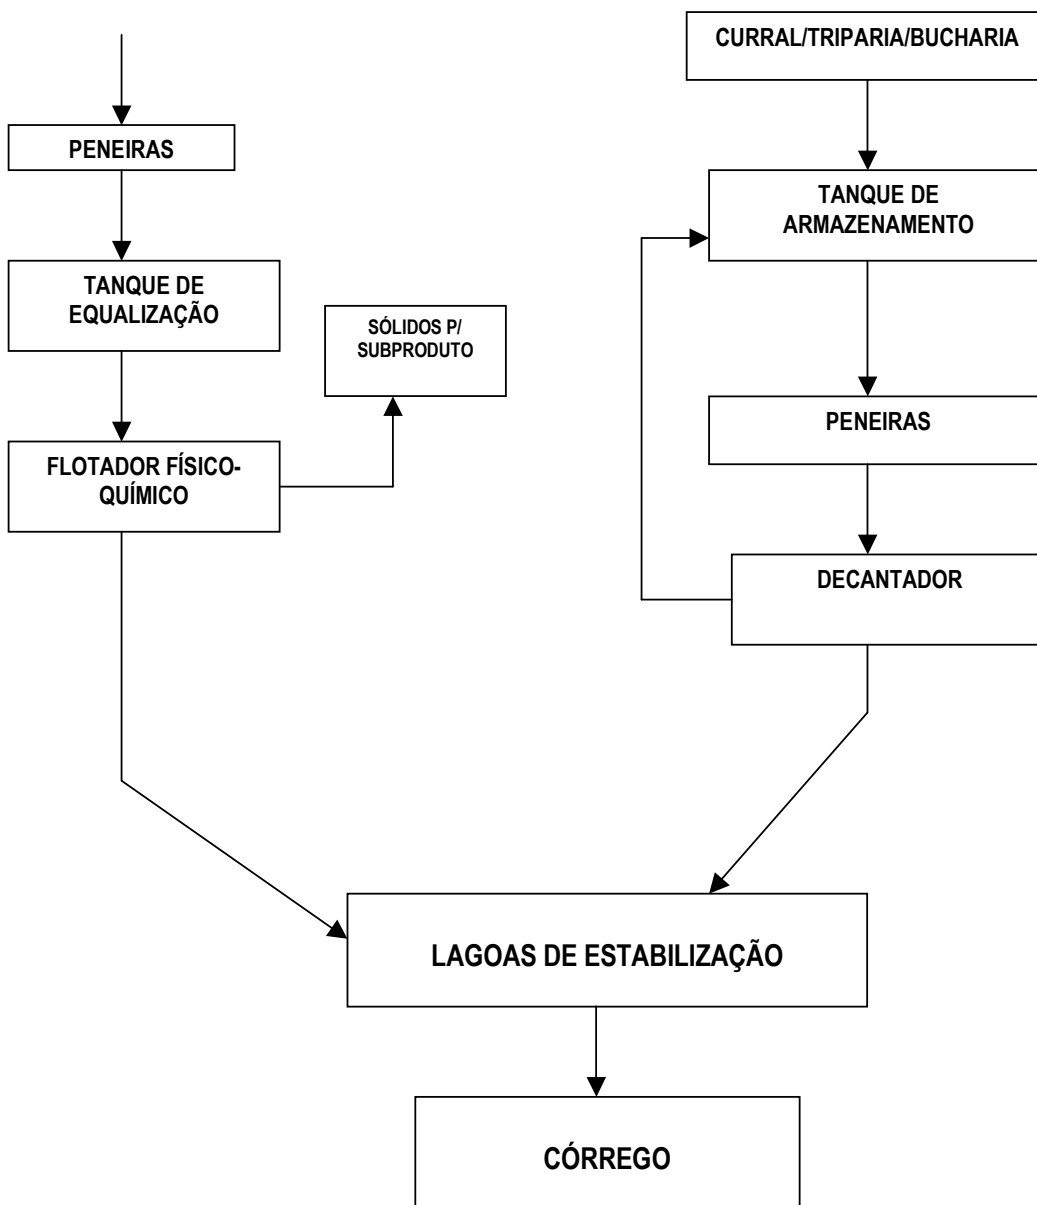 CURRAL/TRIPARIA/BUCHARIA
PENEIRAS
TANQUE DE
ARMAZENAMENTO
TANQUE DE
EQUALIZAÇÃO
SÓLIDOS P/
SUBPRODUTO
PENEIRAS
FLOTADOR FÍSICO-
QUÍMICO
DECANTADOR
LAGOAS DE ESTABILIZAÇÃO
CÓRREGO